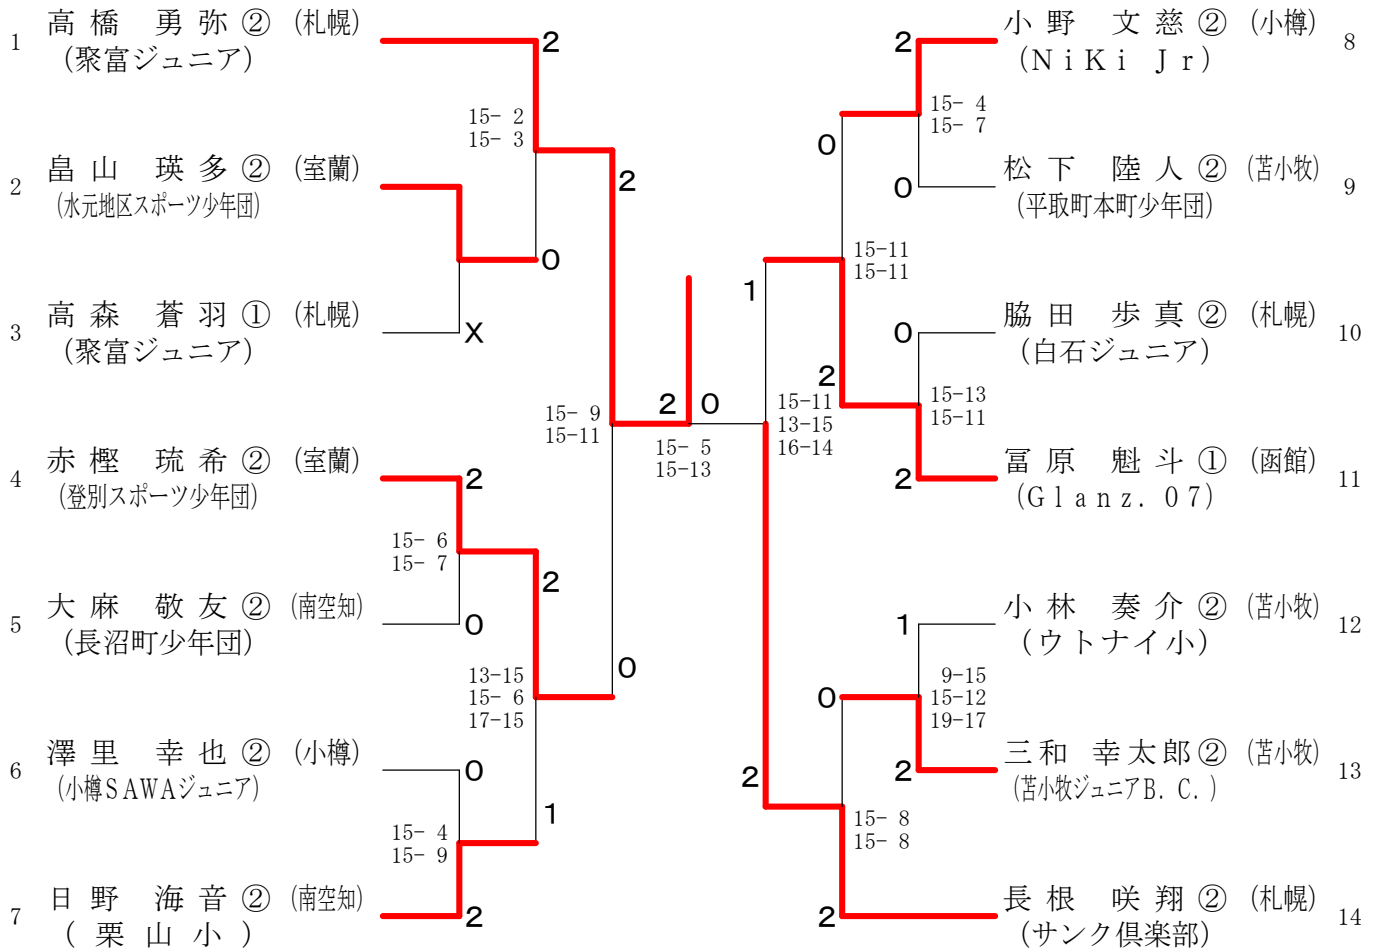 1 高橋 勇弥② (札幌)
(聚富ジュニア)
2
15- 2
15- 3
2 畠山 瑛多② (室蘭)
(水元地区スポーツ少年団)
2
0
3 高森 蒼羽① (札幌)
(聚富ジュニア)
X
15- 9
15-11
4 赤樫 琉希② (室蘭)
(登別スポーツ少年団)
2
15- 6
15- 7
2
5 大麻 敬友② (南空知)
(長沼町少年団)
0
13-15
15- 6
17-15
0
6 澤里 幸也② (小樽)
(小樽SAWAジュニア)
0
15- 4
15- 9
1
7 日野 海音② (南空知)
(栗山小)
2
2 0
15- 5
15-13
2 小野 文慈② (小樽) 8
(NiKi Jr)
15- 4
15- 7
0
0 松下 陸人② (苫小牧) 9
(平取町本町少年団)
15-11
15-11
1
0 脇田 歩真② (札幌) 10
(白石ジュニア)
2
15-13
15-11
15-11
13-15
16-14
2 冨原 魁斗① (函館) 11
(Glanz.07)
1 小林 奏介② (苫小牧) 12
(ウトナイ小)
0
9-15
15-12
19-17
2 三和 幸太郎② (苫小牧) 13
(苫小牧ジュニアB.C.)
2
15- 8
15- 8
2 長根 咲翔② (札幌) 14
(サンク倶楽部)